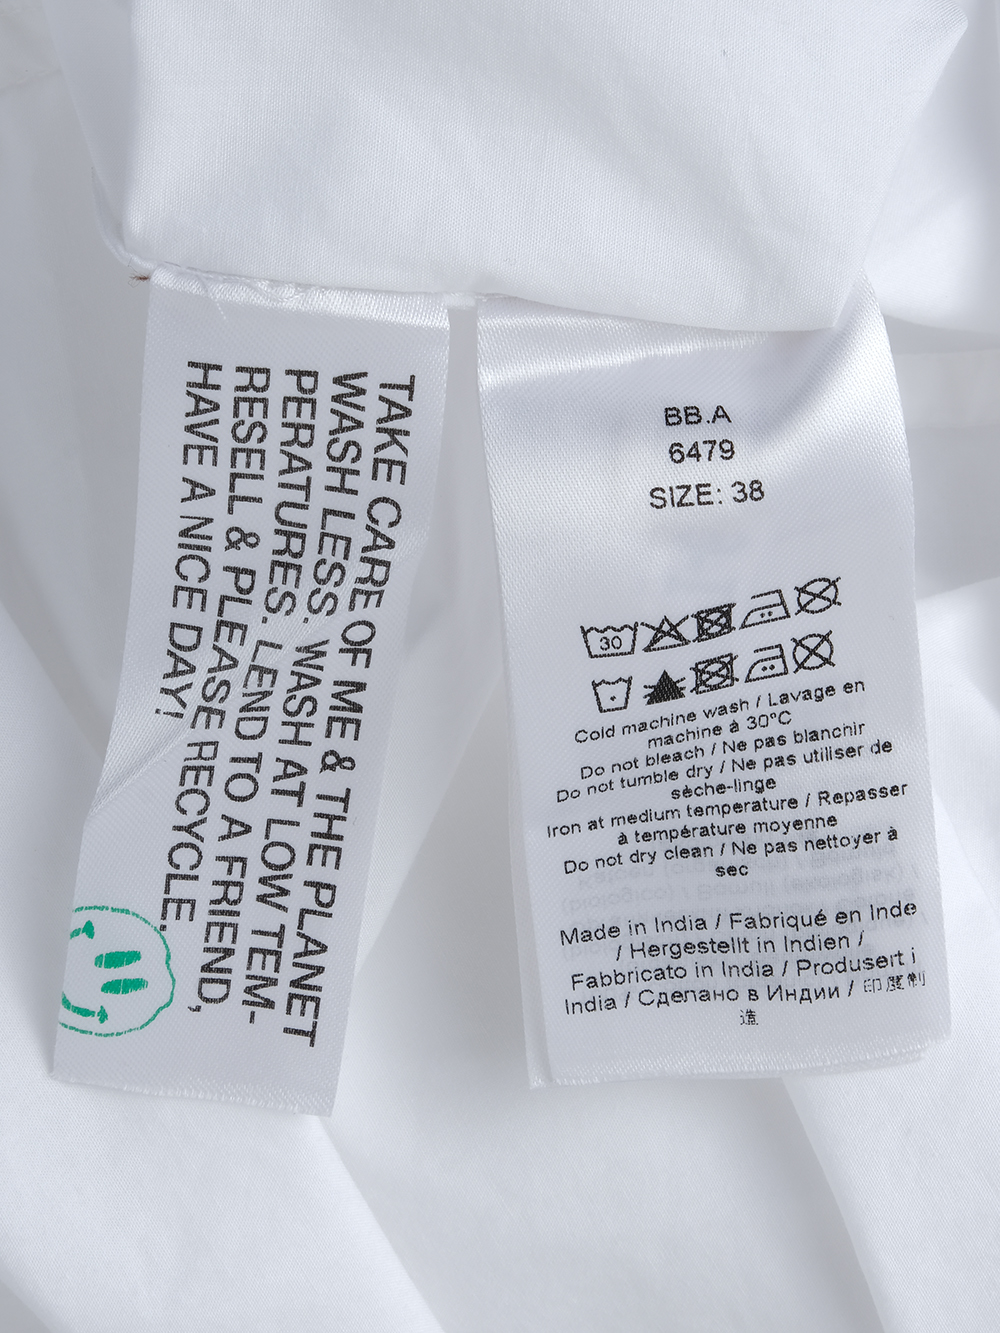 TAKE CARE OF ME & THE PLANET
WASH LESS. WASH AT LOW TEM-
PERATURES. LEND TO A FRIEND,
RESELL & PLEASE RECYCLE.
HAVE A NICE DAY!
BB.A
6479
SIZE: 38
30
Cold machine wash / Lavage en
machine à 30°C
Do not bleach / Ne pas blanchir
Do not tumble dry / Ne pas utiliser de
sèche-linge
Iron at medium temperature / Repasser
à température moyenne
Do not dry clean / Ne pas nettoyer à
sec
Made in India / Fabriqué en Inde
/ Hergestellt in Indien /
Fabbricato in India / Produsert i
India / Сделано в Индии / 印度制
造